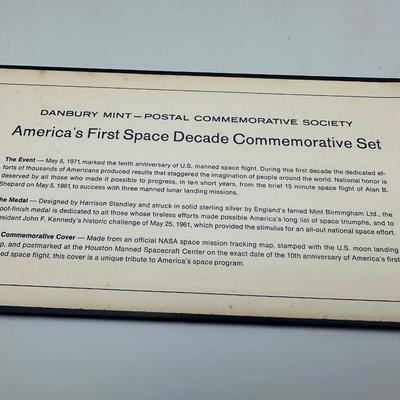 DANBURY MINT — POSTAL COMMEMORATIVE SOCIETY
America's First Space Decade Commemorative Set
The Event — May 5, 1971, marked the tenth anniversary of U.S. manned space flight. During this first decade the dedicated ef-
forts of thousands of Americans produced results that staggered the imagination of people around the world. National honor is
deserved by all those who made it possible to progress, in ten short years, from the brief 15 minute space flight of Alan B.
Shepard on May 5, 1961, to success with three manned lunar landing missions.
he Medal — Designed by Harrison Standley and struck in solid sterling silver by England's famed Mint Birmingham Ltd., the
oof-finish medal is dedicated to all those whose tireless efforts made possible America's long list of space triumphs, and to
esident John F. Kennedy's historic challenge of May 25, 1961, which provided the stimulus for an all-out national space effort.
Commemorative Cover — Made from an official NASA space mission tracking map, stamped with the U.S. moon landing
p, and postmarked at the Houston Manned Spacecraft Center on the exact date of the 10th anniversary of America's first
ed space flight, this cover is a unique tribute to America's space program.